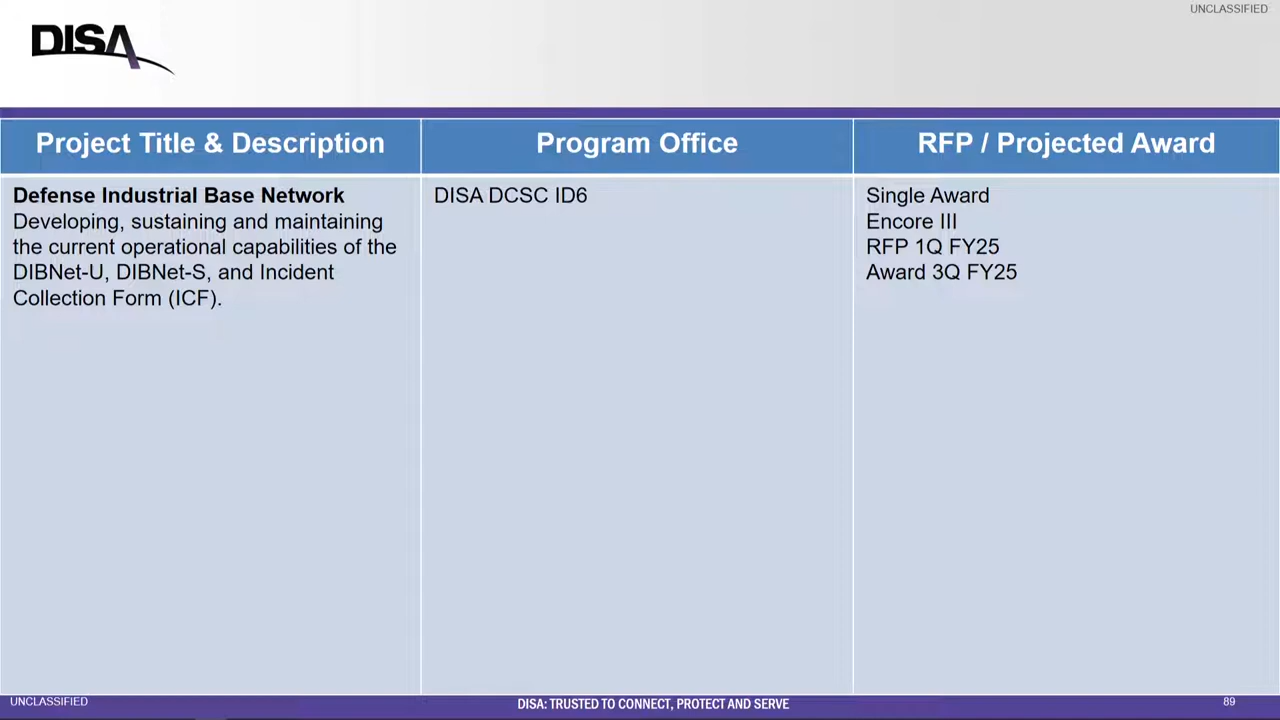 UNCLASSIFIED
DISA
Project Title & Description
Program Office
RFP / Projected Award
Defense Industrial Base Network
Developing, sustaining and maintaining
the current operational capabilities of the
DIBNet-U, DIBNet-S, and Incident
Collection Form (ICF).
DISA DCSC ID6
Single Award
Encore III
RFP 1Q FY25
Award 3Q FY25
UNCLASSIFIED
DISA: TRUSTED TO CONNECT, PROTECT AND SERVE
89